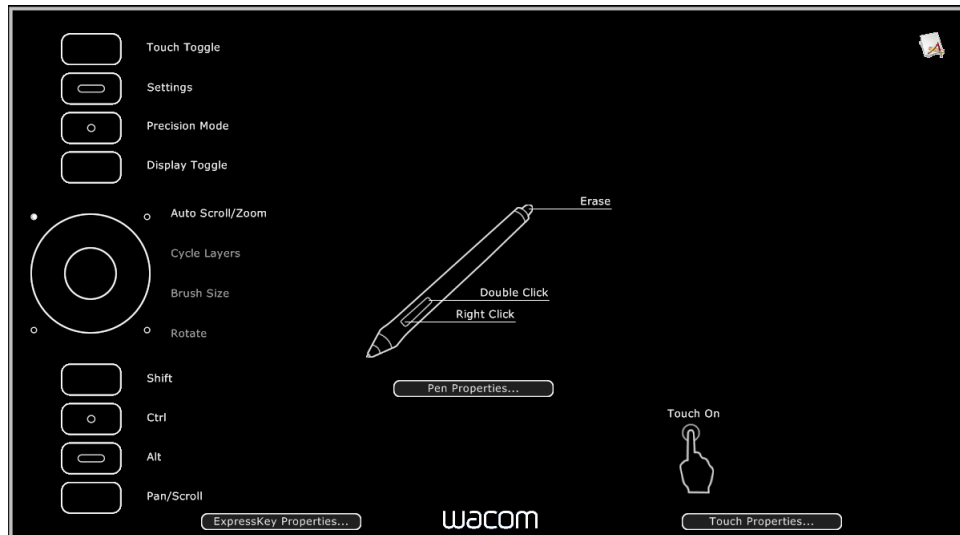 Touch Toggle
Settings
Precision Mode
Display Toggle
Auto Scroll/Zoom
Cycle Layers
Brush Size
Rotate
Shift
Ctrl
Alt
Pan/Scroll
ExpressKey Properties...
Erase
Double Click
Right Click
Pen Properties...
wacom
Touch On
Touch Properties...